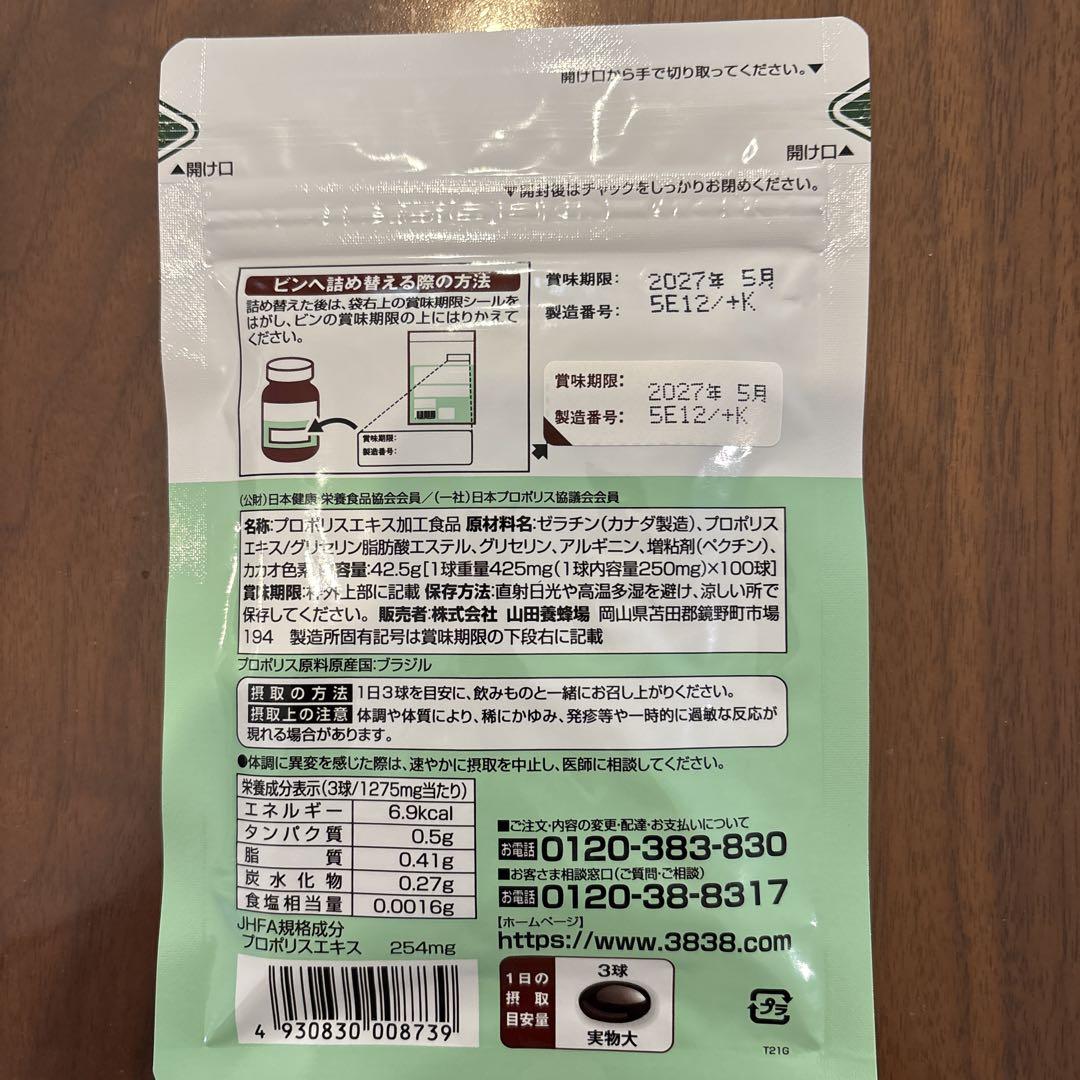 開け口から手で切り取ってください。▼
▲開け口
開け口▲
▼開封後はチャックをしっかりお閉めください。
ビンへ詰め替える際の方法
詰め替えた後は、袋右上の賞味期限シールを
はがし、ビンの賞味期限の上にはりかえて
ください。
賞味期限:
製造番号:
賞味期限: 2027年 5月
製造番号: 5E12/+K
賞味期限: 2027年 5月
製造番号: 5E12/+K
(公財)日本健康・栄養食品協会会員/(一社)日本プロポリス協議会会員
名称:プロポリスエキス加工食品 原材料名:ゼラチン(カナダ製造)、プロポリス
エキス/グリセリン脂肪酸エステル、グリセリン、アルギニン、増粘剤(ペクチン)、
カカオ色素 容量:42.5g[1球重量425mg(1球内容量250mg)×100球]
賞味期限:枠外上部に記載 保存方法:直射日光や高温多湿を避け、涼しい所で
保存してください。 販売者:株式会社 山田養蜂場 岡山県苫田郡鏡野町市場
194 製造所固有記号は賞味期限の下段右に記載
プロポリス原料原産国:ブラジル
摂取の方法 1日3球を目安に、飲みものと一緒にお召し上がりください。
摂取上の注意 体調や体質により、稀にかゆみ、発疹等や一時的に過敏な反応が
現れる場合があります。
●体調に異変を感じた際は、速やかに摂取を中止し、医師に相談してください。
栄養成分表示(3球/1275mg当たり)
エネルギー 6.9kcal
タンパク質 0.5g
脂質 0.41g
炭水化物 0.27g
食塩相当量 0.0016g
JHFA規格成分
プロポリスエキス 254mg
4 930830 008739
■ご注文・内容の変更・配達・お支払いについて
お電話 0120-383-830
■お客さま相談窓口(ご質問・ご相談)
お電話 0120-38-8317
【ホームページ】
https://www.3838.com
1日の
摂取
目安量
3球
実物大
プラ
T21G